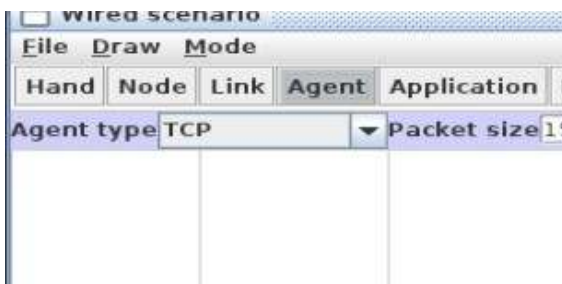 Wired scenario
File Draw Mode
Hand Node Link Agent Application
Agent type TCP Packet size